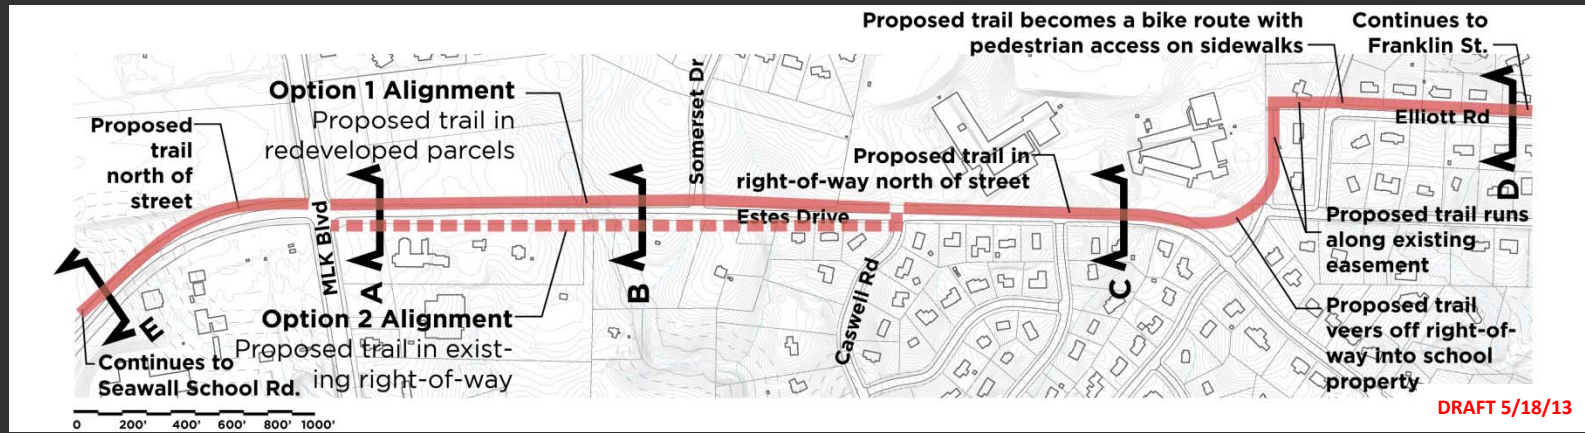 Proposed trail becomes a bike route with
pedestrian access on sidewalks
Continues to
Franklin St.
Option 1 Alignment
Proposed trail in
redeveloped parcels
Proposed
trail
north of
street
Somerset Dr
Elliott Rd
Proposed trail in
right-of-way north of street
MLK Blvd
Estes Drive
D
Proposed trail runs
along existing
easement
A
B
C
Caswell Rd
E
Option 2 Alignment
Proposed trail in exist-
ing right-of-way
Proposed trail
veers off right-of-
way into school
property
Continues to
Seawall School Rd.
0 200' 400' 600' 800' 1000'
DRAFT 5/18/13